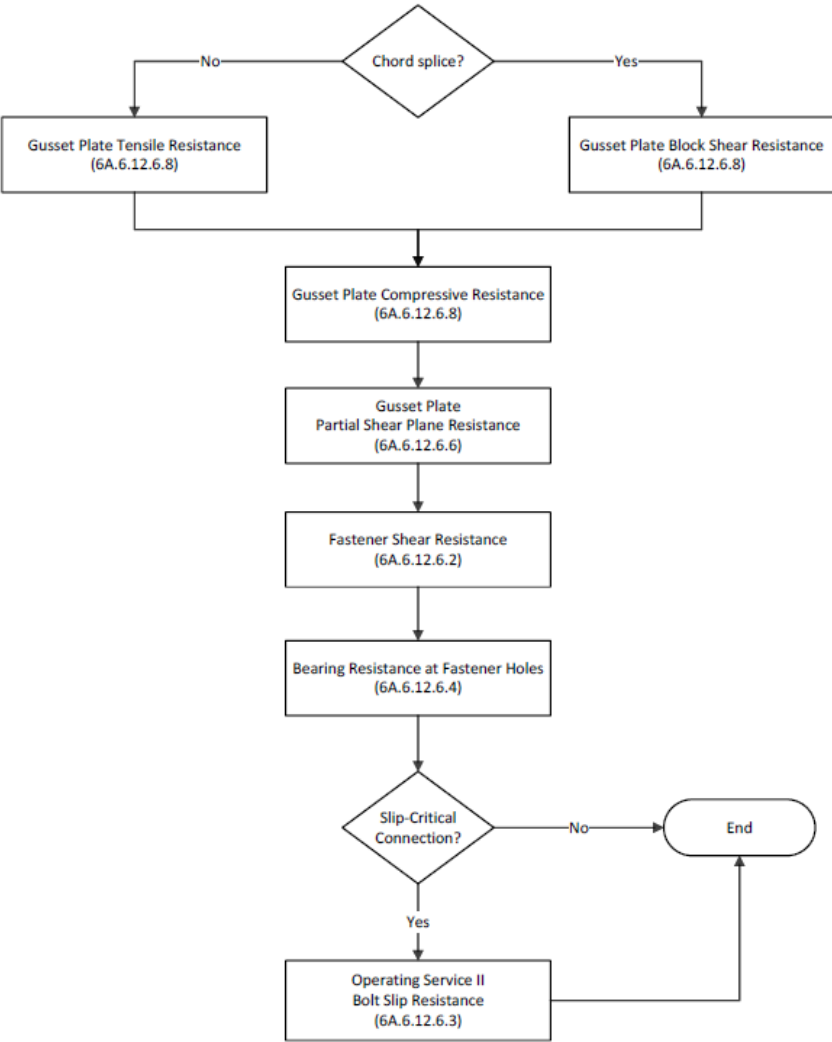 Chord splice?
No
Yes
Gusset Plate Tensile Resistance
(6A.6.12.6.8)
Gusset Plate Block Shear Resistance
(6A.6.12.6.8)
Gusset Plate Compressive Resistance
(6A.6.12.6.8)
Gusset Plate
Partial Shear Plane Resistance
(6A.6.12.6.6)
Fastener Shear Resistance
(6A.6.12.6.2)
Bearing Resistance at Fastener Holes
(6A.6.12.6.4)
Slip-Critical
Connection?
No
End
Yes
Operating Service II
Bolt Slip Resistance
(6A.6.12.6.3)